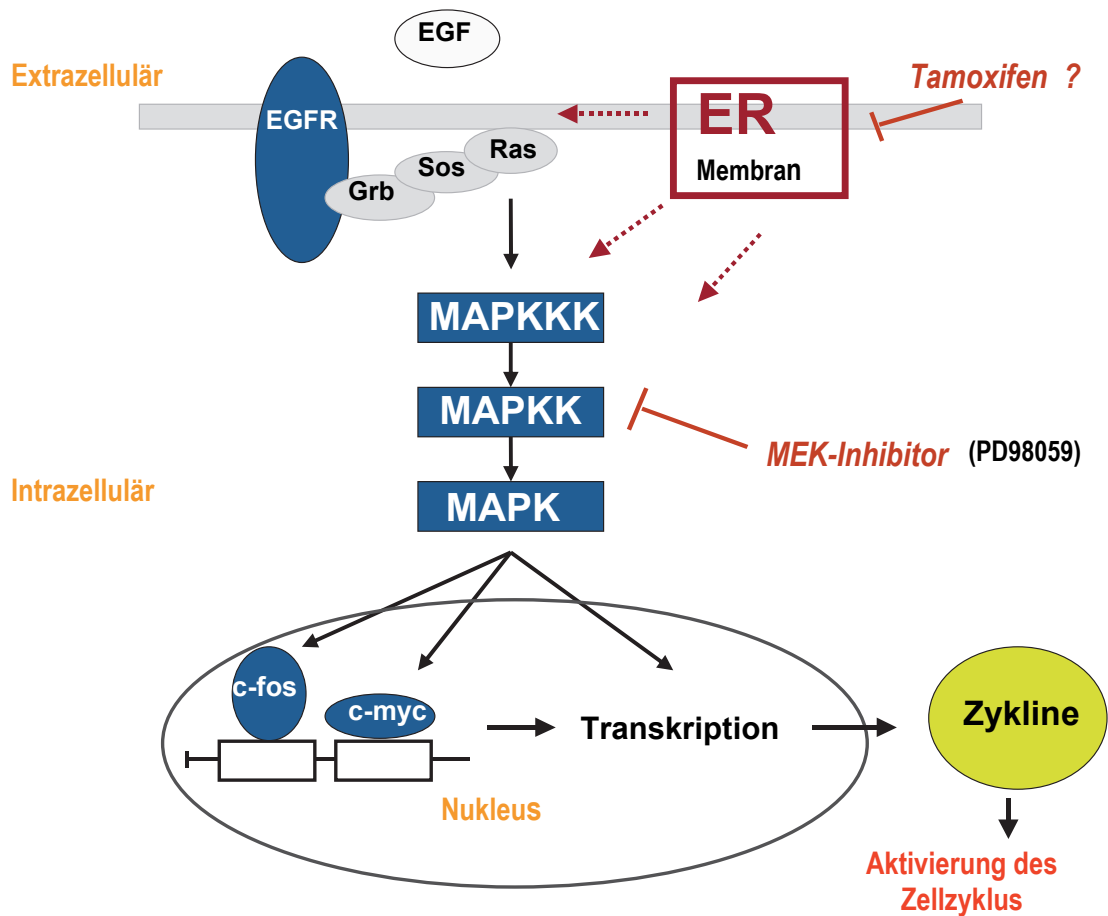 EGF
Extrazellulär
Tamoxifen ?
EGFR
ER
Membran
Ras
Sos
Grb
MAPKKK
MAPKK
MEK-Inhibitor (PD98059)
Intrazellulär
MAPK
c-fos
c-myc
Transkription
Zykline
Nukleus
Aktivierung des
Zellzyklus